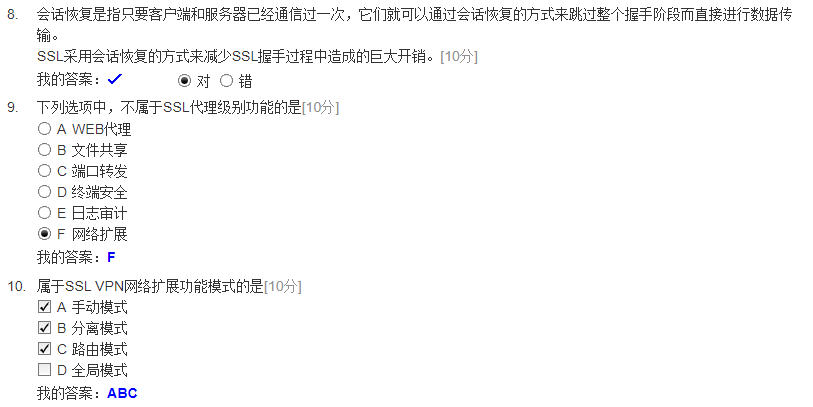 8. 会话恢复是指只要客户端和服务器已经通信过一次，它们就可以通过会话恢复的方式来跳过整个握手阶段而直接进行数据传
输。
SSL采用会话恢复的方式来减少SSL握手过程中造成的巨大开销。[10分]
我的答案：✓ 对 错
9. 下列选项中，不属于SSL代理级别功能的是[10分]
A WEB代理
B 文件共享
C 端口转发
D 终端安全
E 日志审计
F 网络扩展
我的答案：F
10. 属于SSL VPN网络扩展功能模式的是[10分]
A 手动模式
B 分离模式
C 路由模式
D 全局模式
我的答案：ABC